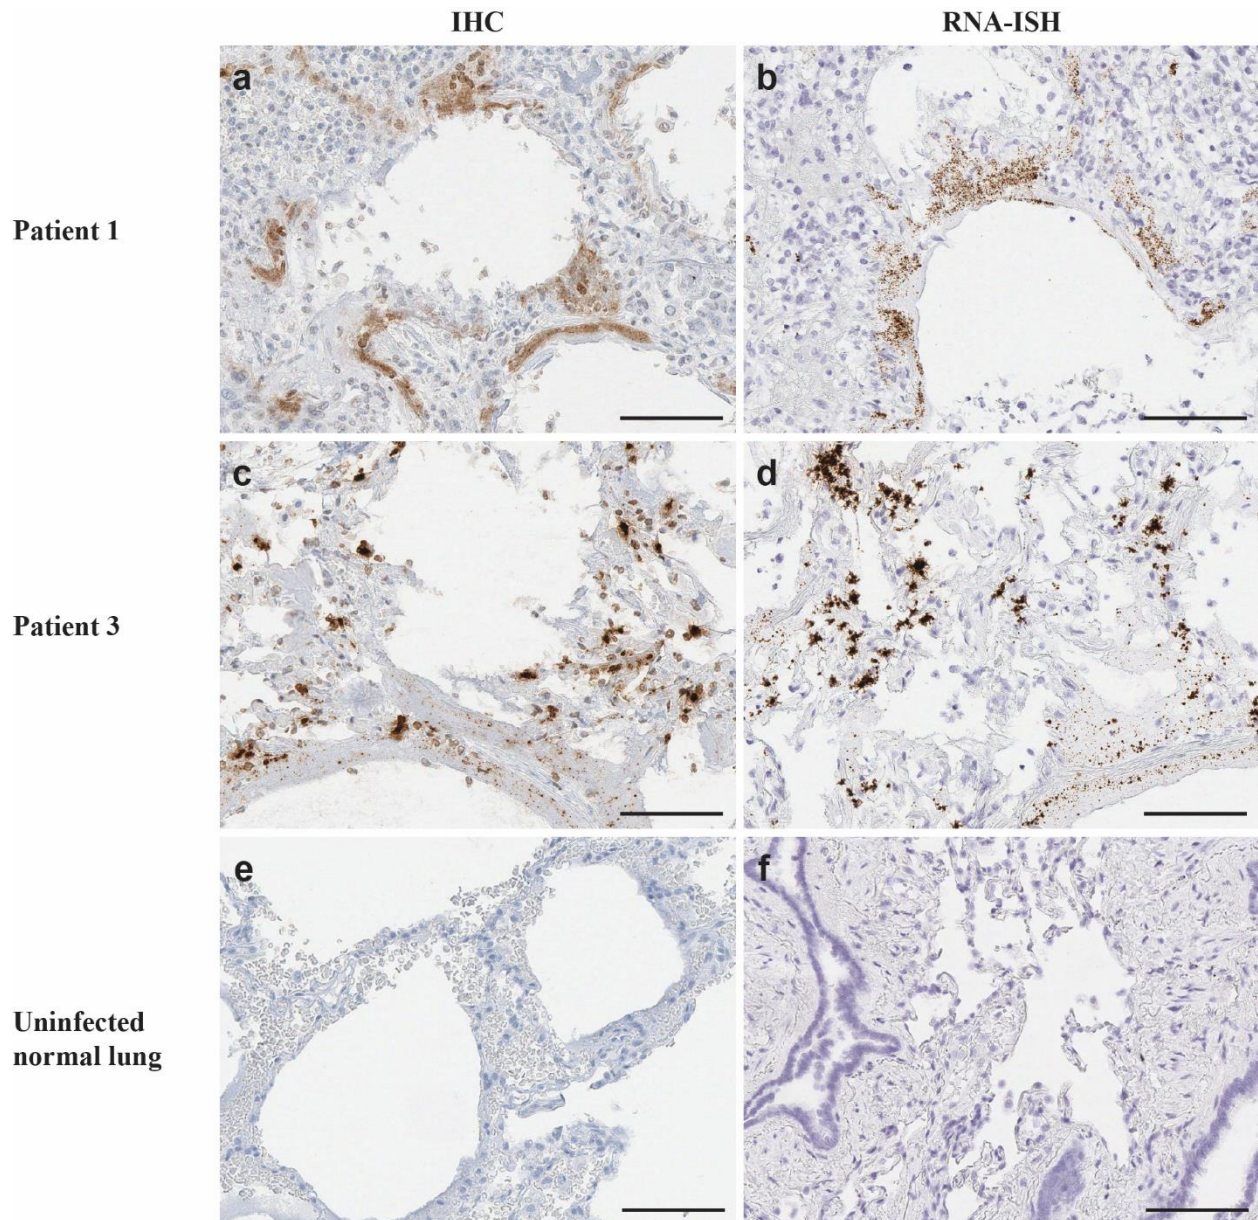 IHC RNA-ISH
a b
Patient 1
c d
Patient 3
e f
Uninfected
normal lung